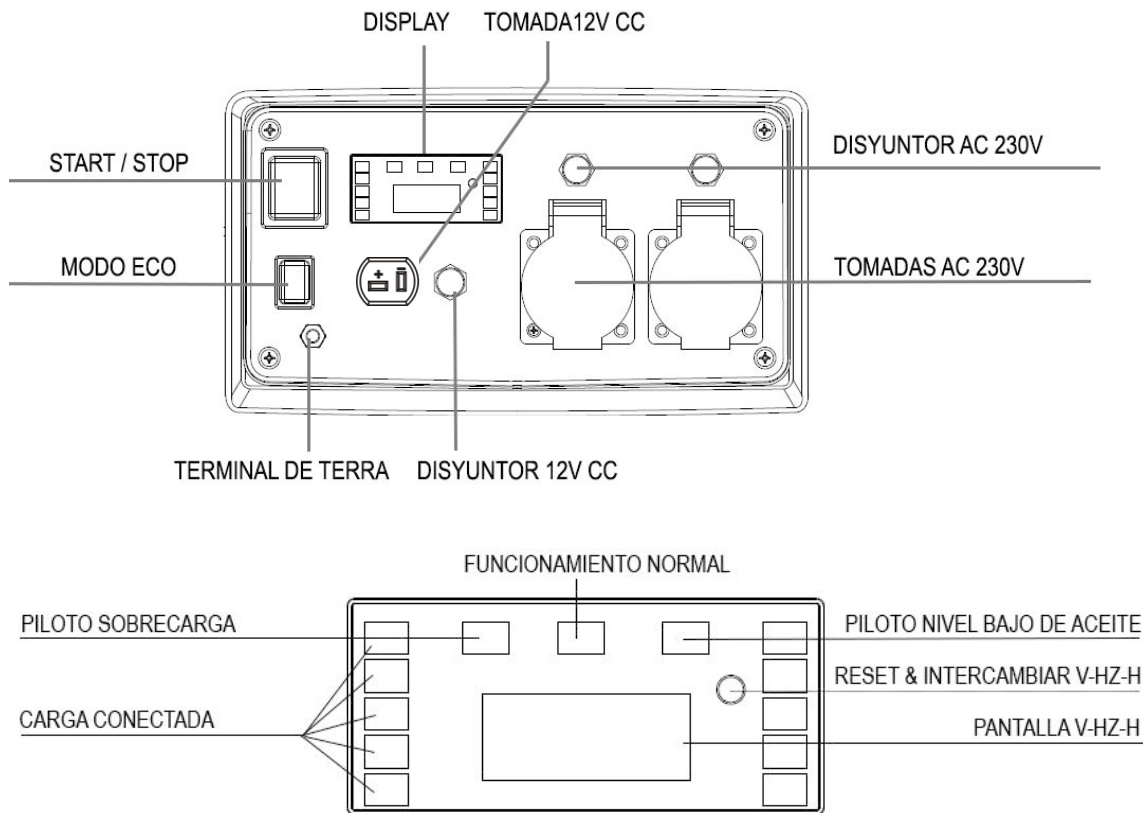 DISPLAY
TOMADA12V CC
START / STOP
DISYUNTOR AC 230V
MODO ECO
TOMADAS AC 230V
TERMINAL DE TERRA
DISYUNTOR 12V CC
FUNCIONAMIENTO NORMAL
PILOTO SOBRECARGA
PILOTO NIVEL BAJO DE ACEITE
RESET & INTERCAMBIAR V-HZ-H
CARGA CONECTADA
PANTALLA V-HZ-H